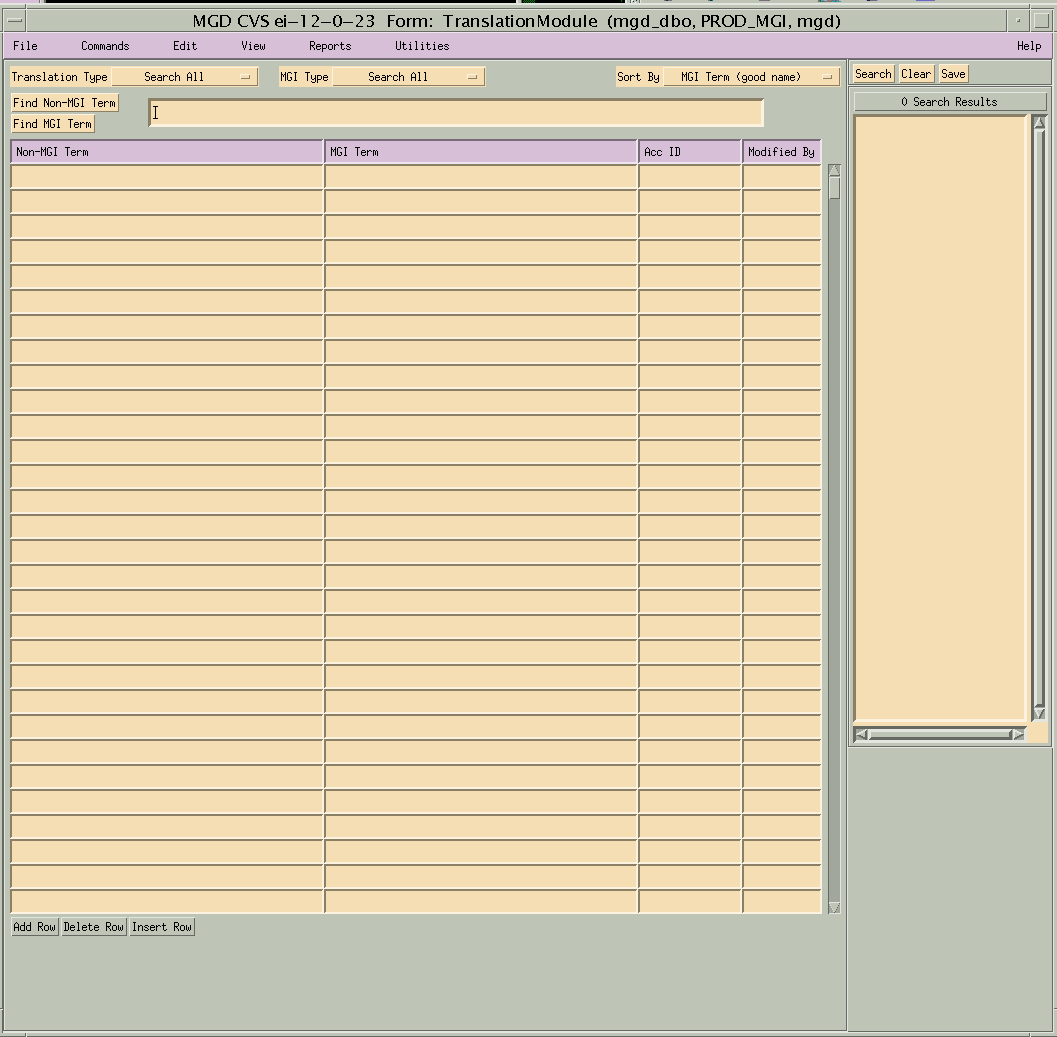 MGD CVS ei-12-0-23 Form: TranslationModule (mgd_dbo, PROD_MGI, mgd)
File Commands Edit View Reports Utilities Help
Translation Type Search All MGI Type Search All Sort By MGI Term (good name) Search Clear Save
Find Non-MGI Term
Find MGI Term
0 Search Results
Non-MGI Term MGI Term Acc ID Modified By
Add Row Delete Row Insert Row